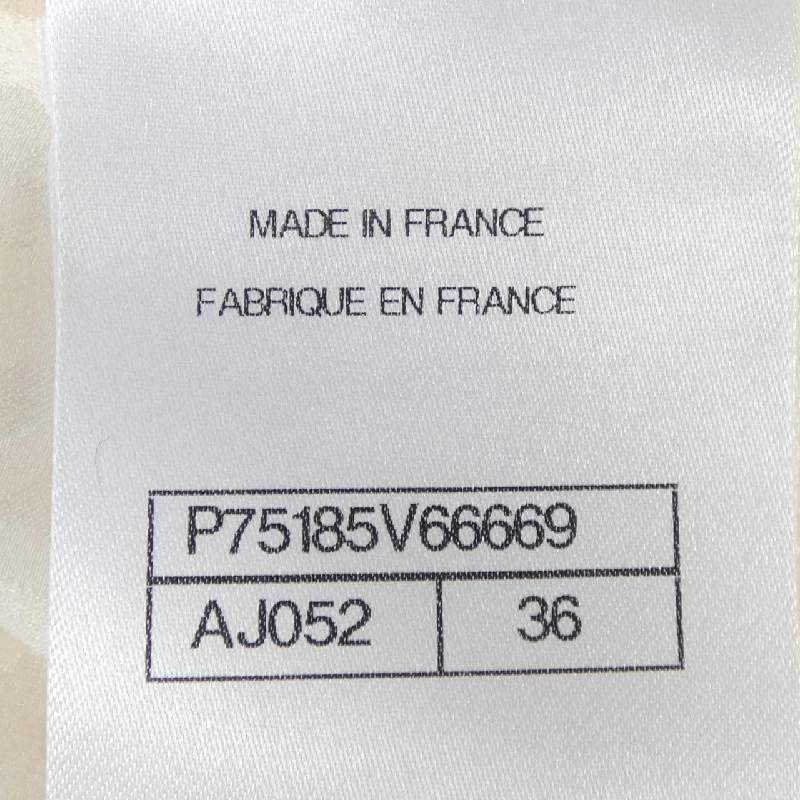 MADE IN FRANCE
FABRIQUE EN FRANCE
P75185V66669
AJ052 36